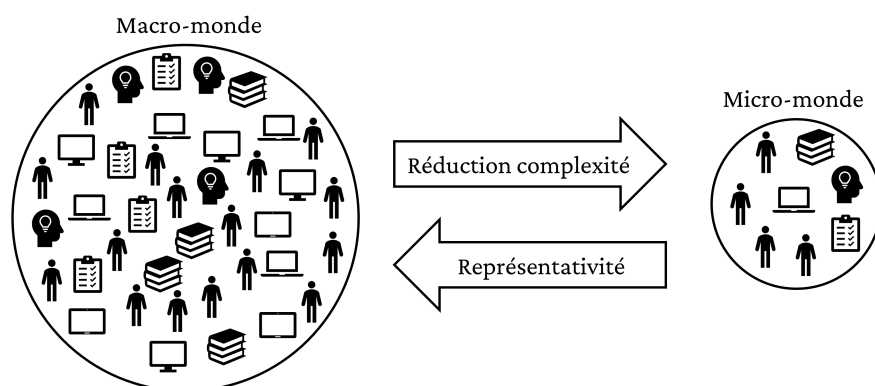 Macro-monde
Micro-monde
Réduction complexité
Représentativité